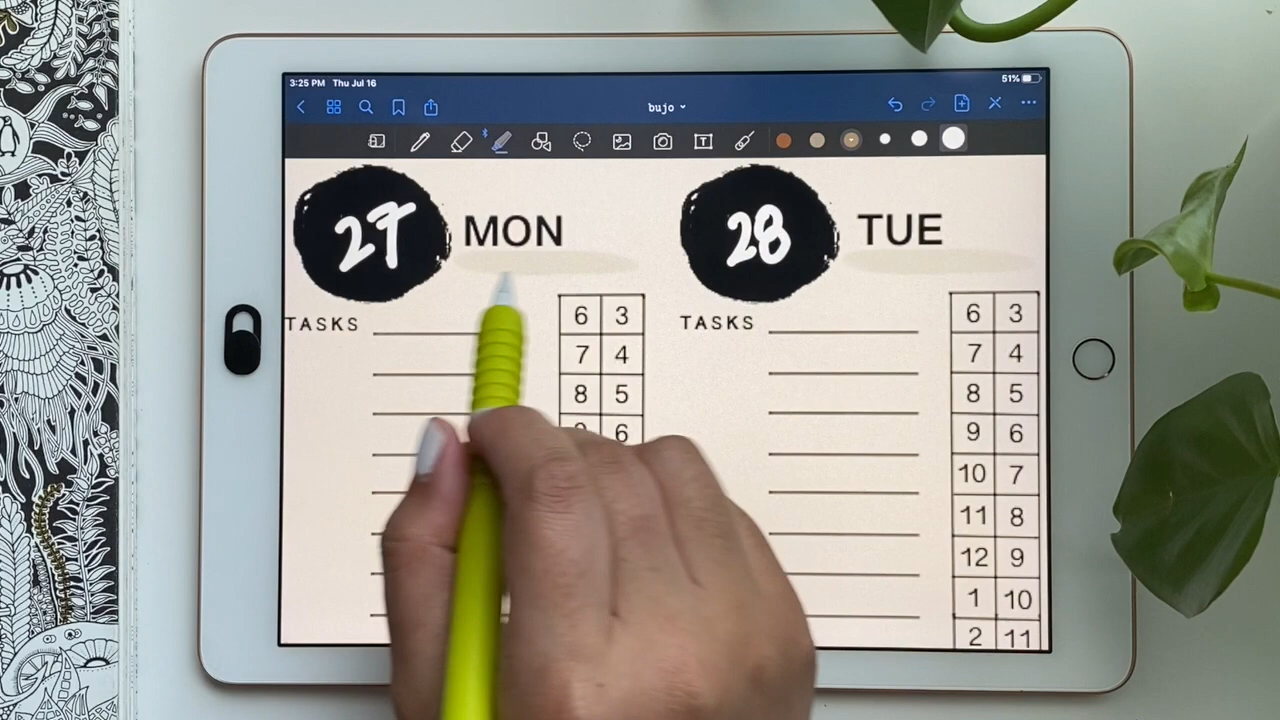 3:25 PM Thu Jul 16
51%
bujo
T
27 MON
28 TUE
TASKS
6 3
7 4
8 5
6
TASKS
6 3
7 4
8 5
9 6
10 7
11 8
12 9
1 10
2 11